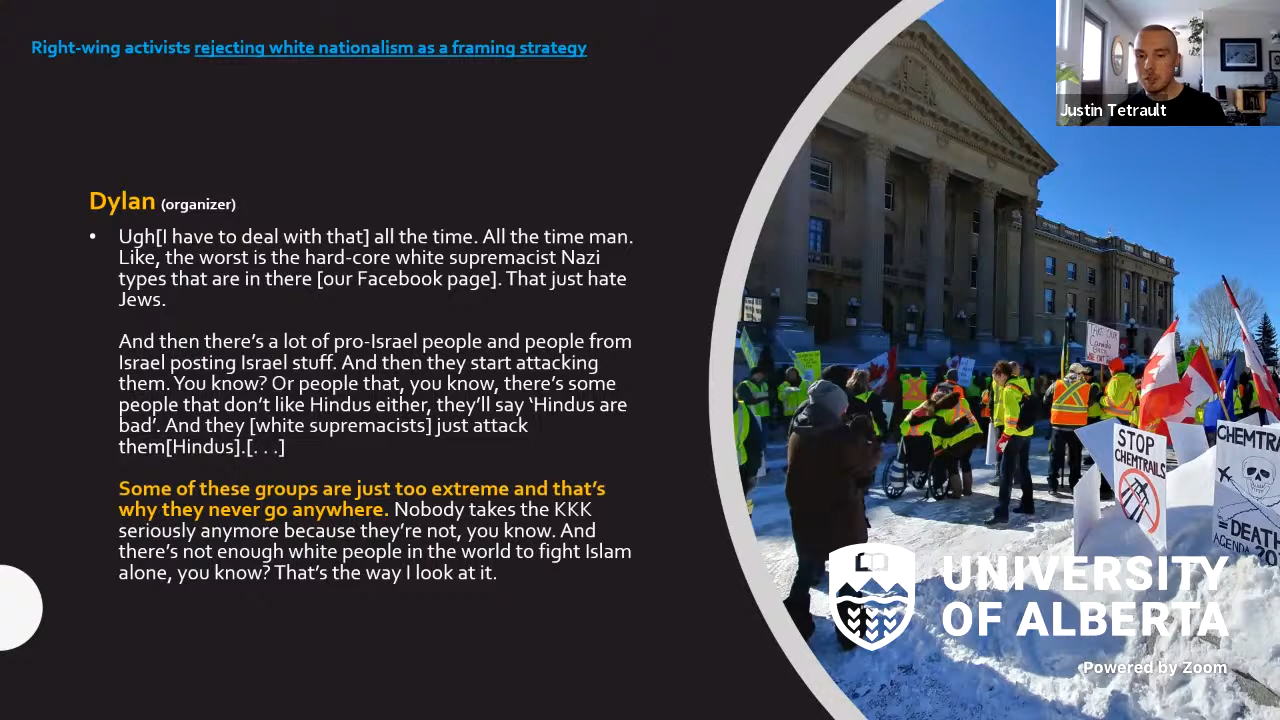 Right-wing activists rejecting white nationalism as a framing strategy
Justin Tetrault
Dylan (organizer)
• Ugh[I have to deal with that] all the time. All the time man.
Like, the worst is the hard-core white supremacist Nazi
types that are in there [our Facebook page]. That just hate
Jews.
And then there's a lot of pro-Israel people and people from
Israel posting Israel stuff. And then they start attacking
them. You know? Or people that, you know, there's some
people that don't like Hindus either, they'll say ‘Hindus are
bad’. And they [white supremacists] just attack
them[Hindus].[. . .]
Some of these groups are just too extreme and that's
why they never go anywhere. Nobody takes the KKK
seriously anymore because they're not, you know. And
there's not enough white people in the world to fight Islam
alone, you know? That's the way I look at it.
STOP
CHEMTRAILS
CHEMTRA
= DEATH
AGENDA
UNIVERSITY
OF ALBERTA
Powered by Zoom